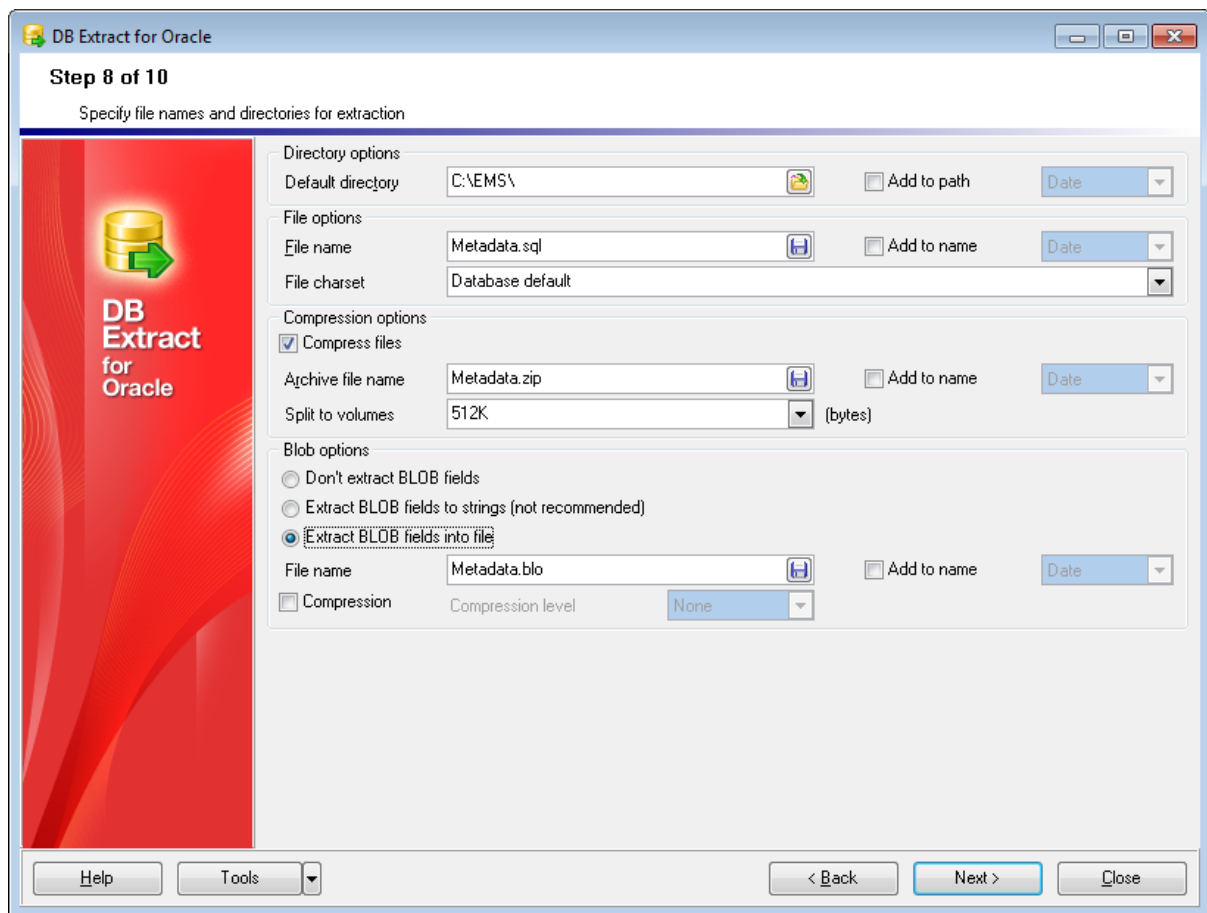 DB Extract for Oracle
Step 8 of 10
Specify file names and directories for extraction
DB
Extract
for
Oracle
Directory options
Default directory C:\EMS\ Add to path Date
File options
File name Metadata.sql Add to name Date
File charset Database default
Compression options
Compress files
Archive file name Metadata.zip Add to name Date
Split to volumes 512K (bytes)
Blob options
Don't extract BLOB fields
Extract BLOB fields to strings (not recommended)
Extract BLOB fields into file
File name Metadata.blo Add to name Date
Compression Compression level None
Help Tools < Back Next > Close